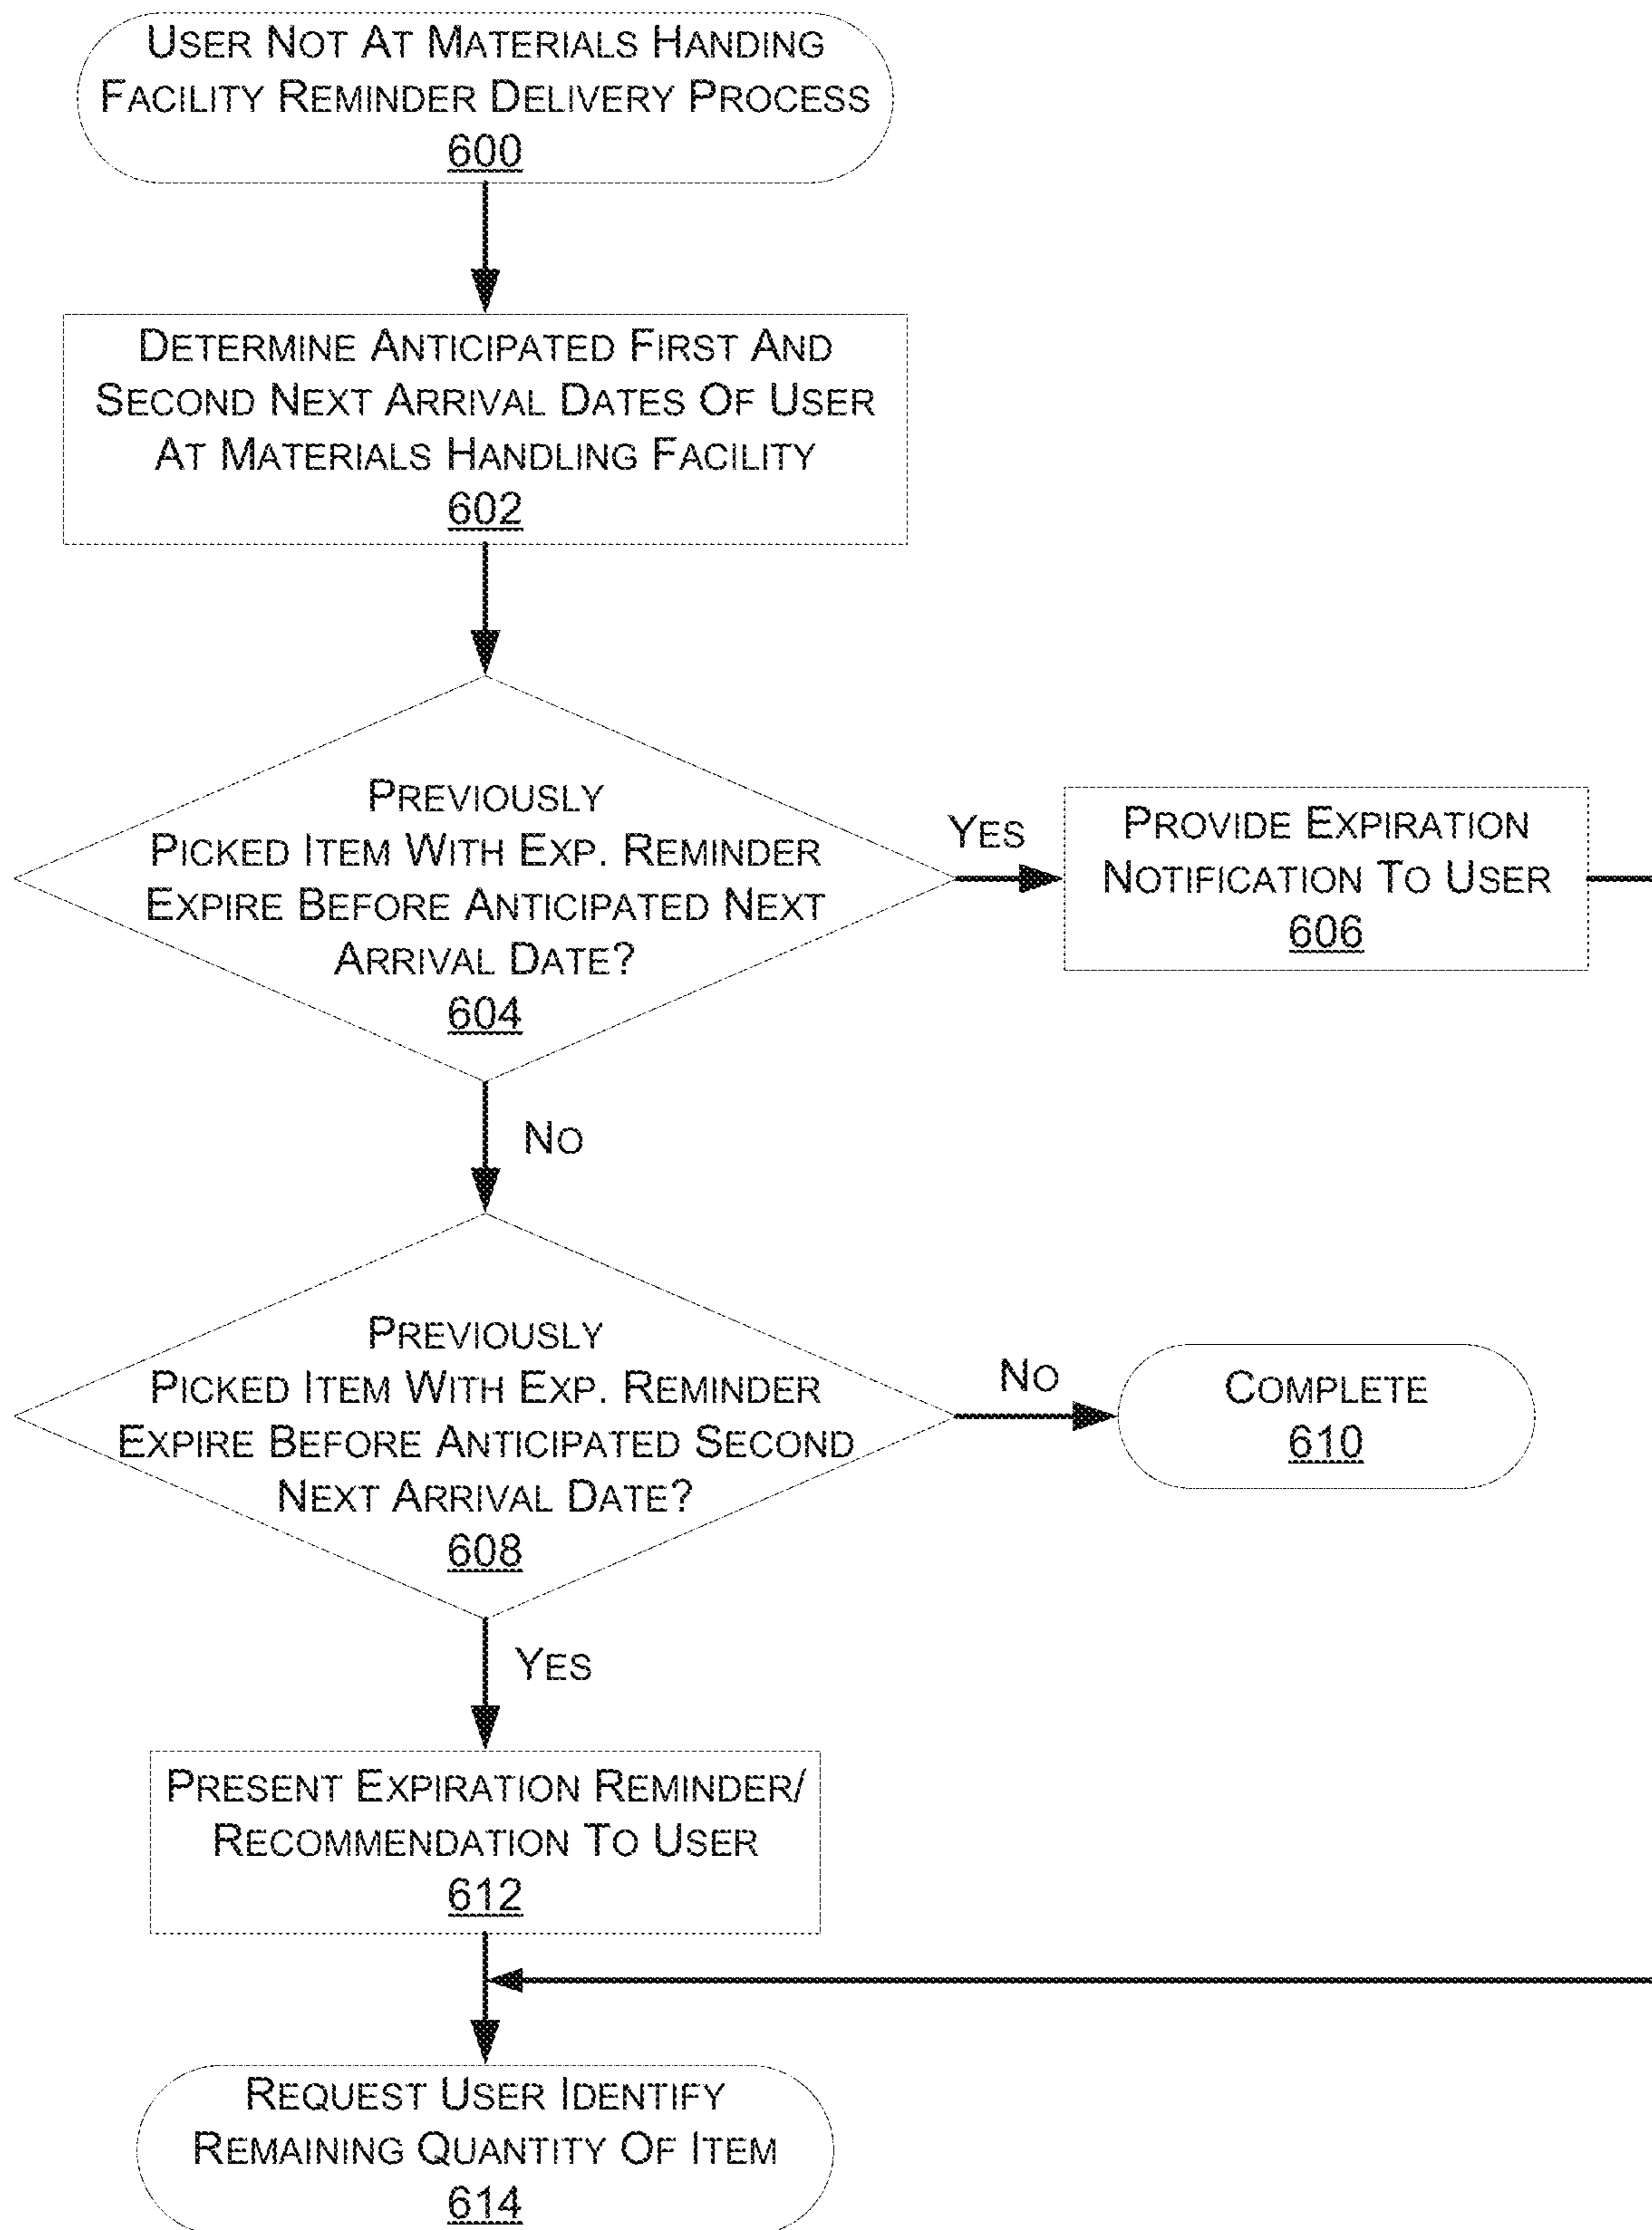 USER NOT AT MATERIALS HANDING
FACILITY REMINDER DELIVERY PROCESS
600
DETERMINE ANTICIPATED FIRST AND
SECOND NEXT ARRIVAL DATES OF USER
AT MATERIALS HANDLING FACILITY
602
PREVIOUSLY
PICKED ITEM WITH EXP. REMINDER
EXPIRE BEFORE ANTICIPATED NEXT
ARRIVAL DATE?
604
YES
PROVIDE EXPIRATION
NOTIFICATION TO USER
606
NO
PREVIOUSLY
PICKED ITEM WITH EXP. REMINDER
EXPIRE BEFORE ANTICIPATED SECOND
NEXT ARRIVAL DATE?
608
NO
COMPLETE
610
YES
PRESENT EXPIRATION REMINDER/
RECOMMENDATION TO USER
612
REQUEST USER IDENTIFY
REMAINING QUANTITY OF ITEM
614